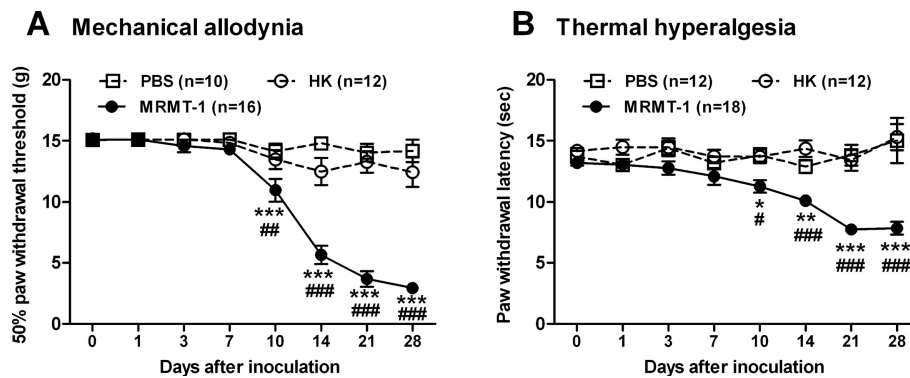 A Mechanical allodynia
50% paw withdrawal threshold (g)
PBS (n=10) HK (n=12)
MRMT-1 (n=16)
20
15
10
5
0
***
##
***
###
***
###
***
###
0 1 3 7 10 14 21 28
Days after inoculation
B Thermal hyperalgesia
Paw withdrawal latency (sec)
PBS (n=12) HK (n=12)
MRMT-1 (n=18)
20
15
10
5
0
*
#
**
###
***
###
***
###
0 1 3 7 10 14 21 28
Days after inoculation